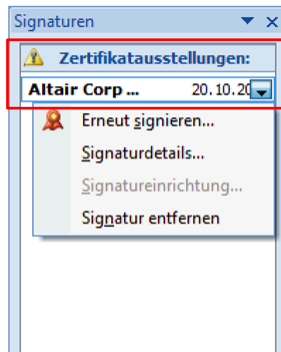 Signaturen
Zertifikatausstellungen:
Altair Corp ... 20.10.20
Erneut signieren...
Signaturdetails...
Signatureinrichtung...
Signatur entfernen